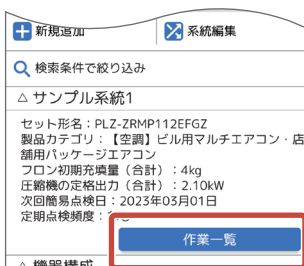 新規追加
系統編集
検索条件で絞り込み
△ サンプル系統1
セット形名：PLZ-ZRMP112EFGZ
製品カテゴリ：【空調】ビル用マルチエアコン・店
舗用パッケージエアコン
フロン初期充填量（合計）：4kg
圧縮機の定格出力（合計）：2.10kW
次回簡易点検日：2023年03月01日
定期点検頻度：
作業一覧
△ 機器構成